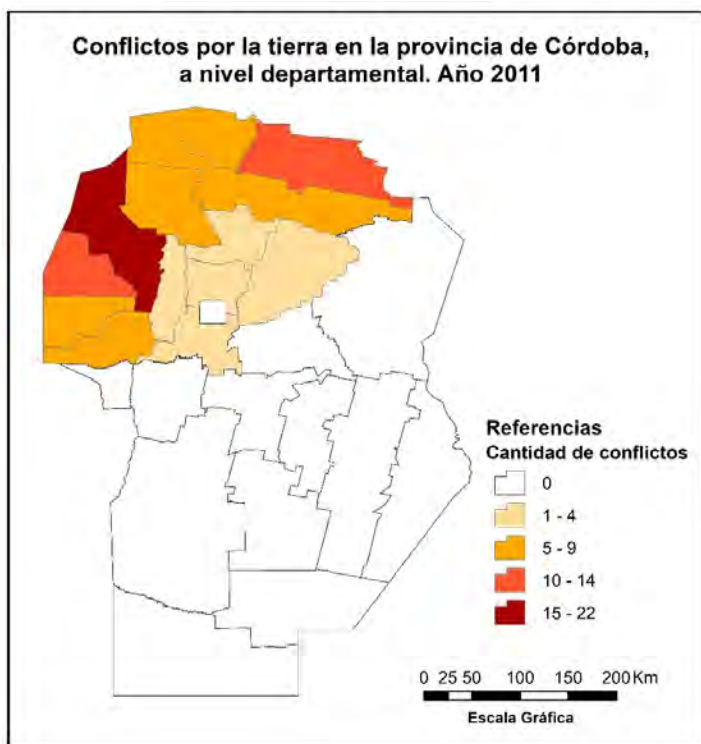 Conflictos por la tierra en la provincia de Córdoba,
a nivel departamental. Año 2011
Referencias
Cantidad de conflictos
0
1 - 4
5 - 9
10 - 14
15 - 22
0 25 50 100 150 200 Km
Escala Gráfica